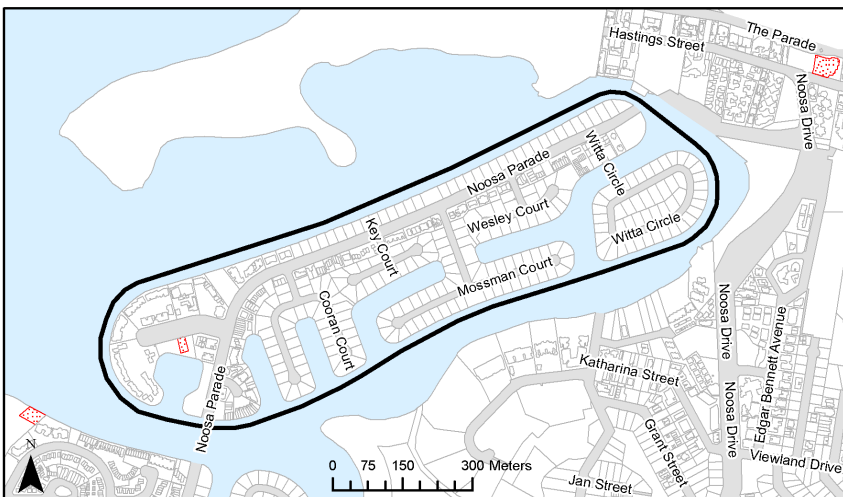 The Parade
Hastings Street
Noosa Drive
Witta Circle
Noosa Parade
Wesley Court
Key Court
Witta Circle
Mossman Court
Cooran Court
Noosa Drive
Edgar Bennett Avenue
Noosa Parade
Katharina Street
Noosa Drive
Grant Street
N
Viewland Drive
0 75 150 300 Meters
Jan Street